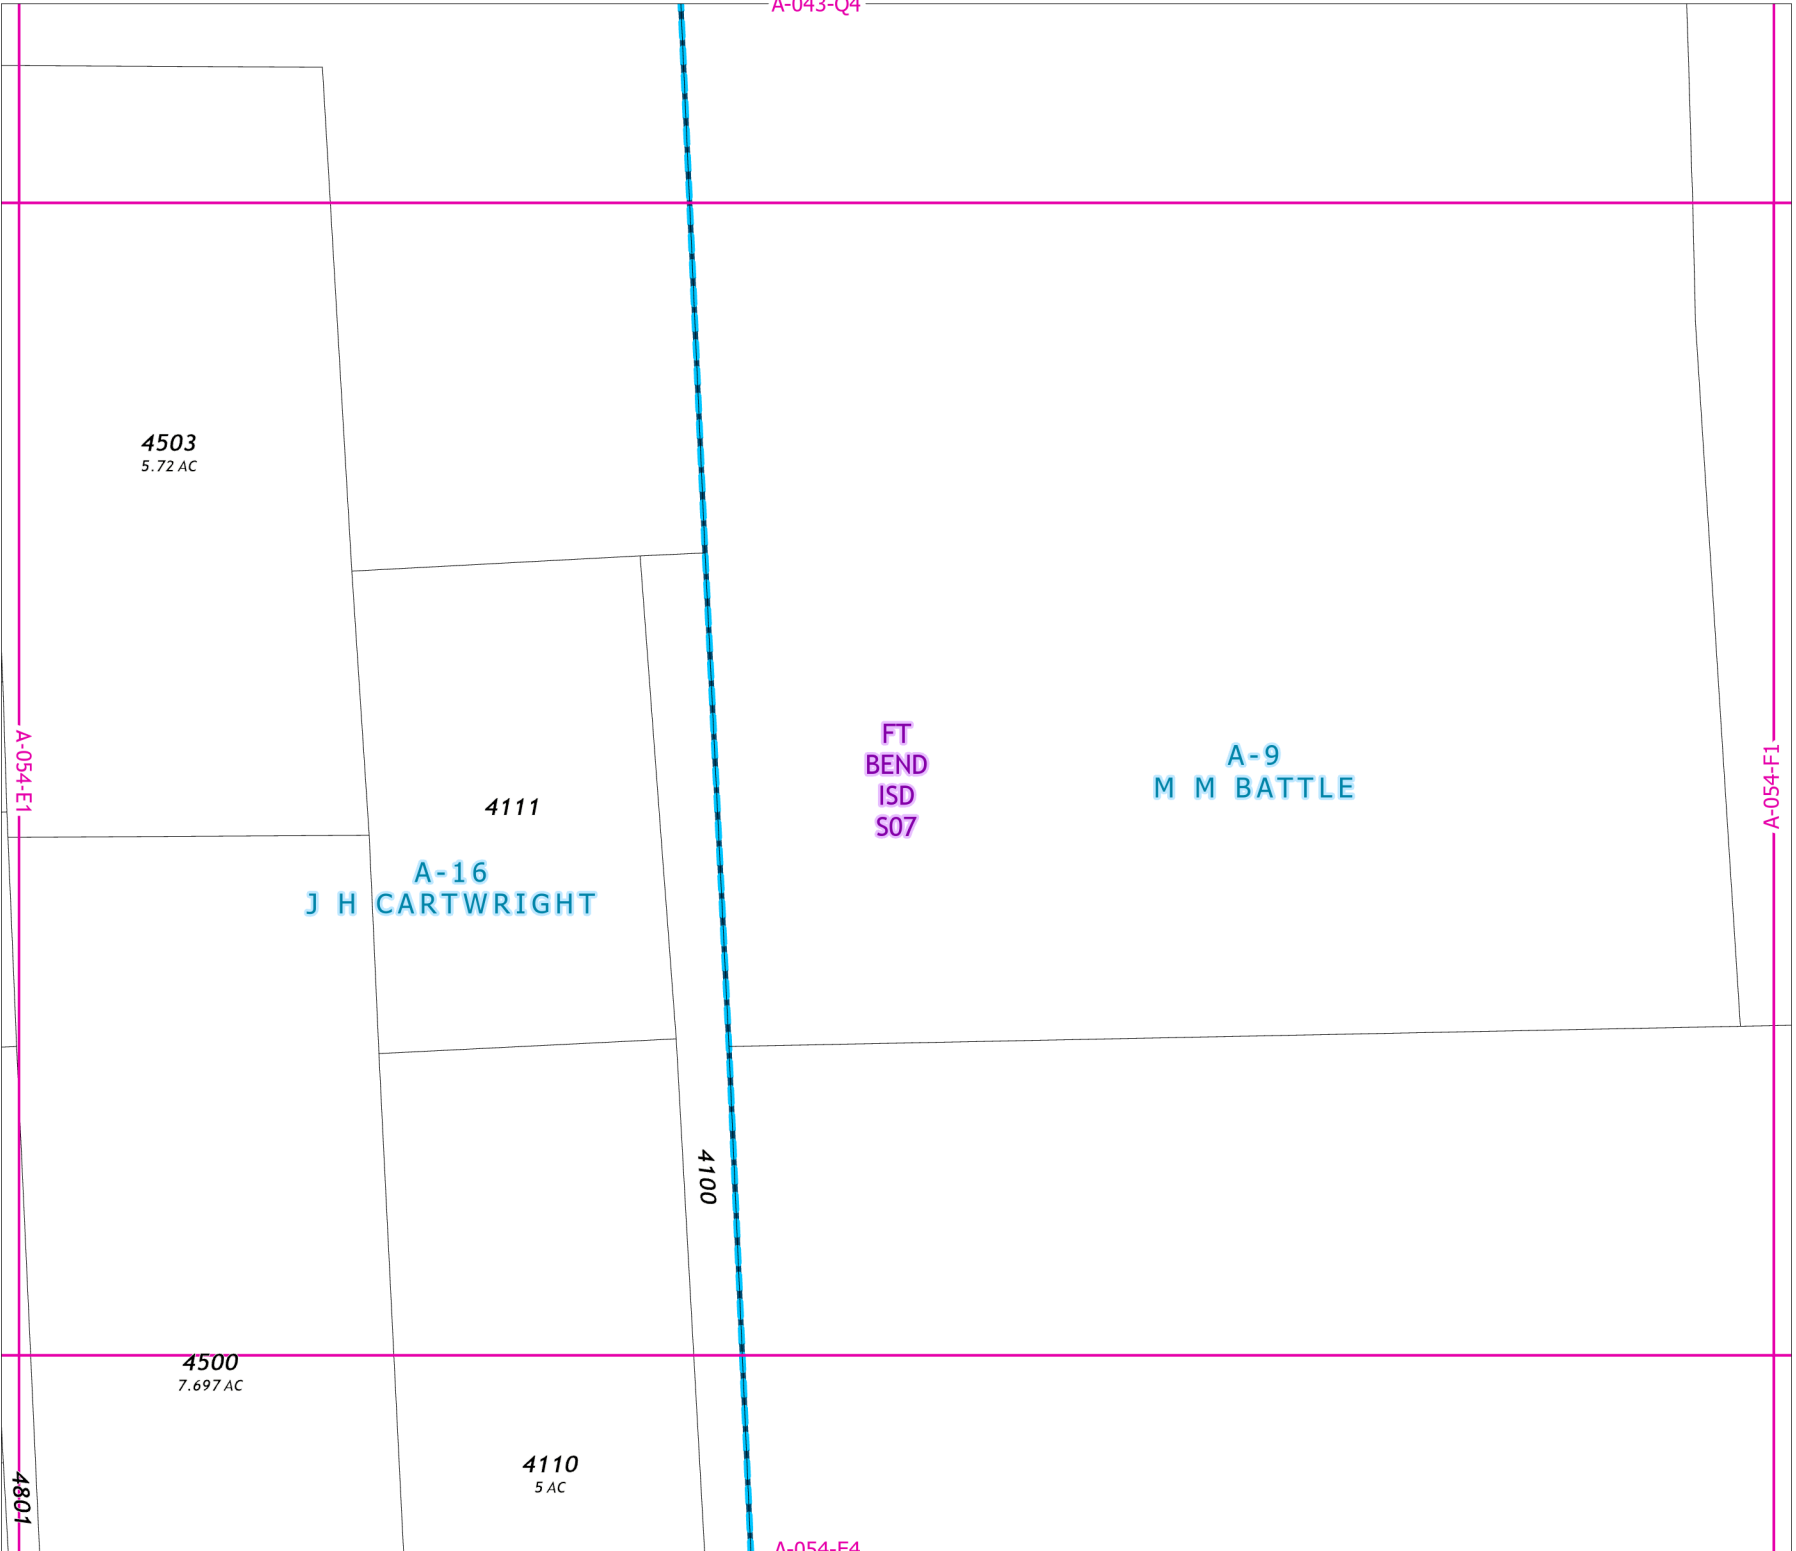 A-043-Q4
4503
5.72 AC
A-054-E1
FT
BEND
ISD
S07
A-9
M M BATTLE
A-054-F1
4111
A-16
J H CARTWRIGHT
4100
4500
7.697 AC
4110
5 AC
4801
A-054-E4